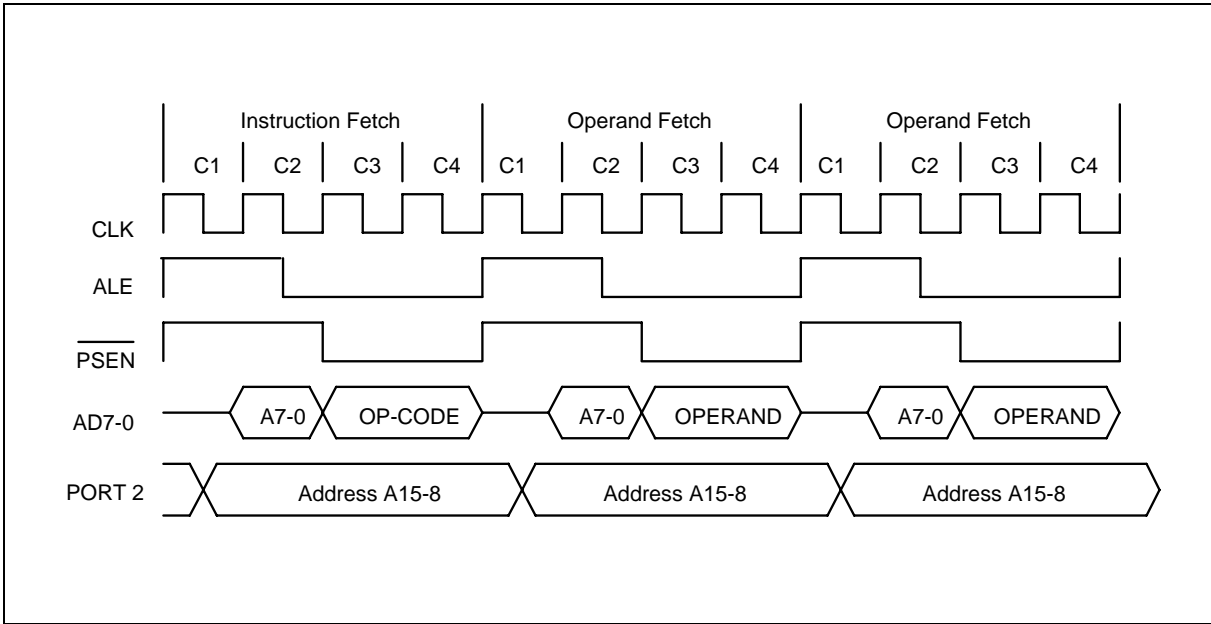 Instruction Fetch Operand Fetch Operand Fetch
C1 C2 C3 C4 C1 C2 C3 C4 C1 C2 C3 C4
CLK
ALE
PSEN
AD7-0 A7-0 OP-CODE A7-0 OPERAND A7-0 OPERAND
PORT 2 Address A15-8 Address A15-8 Address A15-8